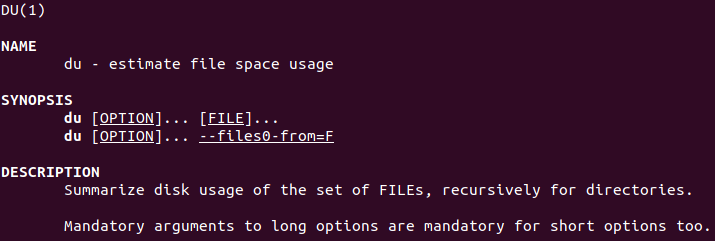 DU(1)
NAME
du - estimate file space usage
SYNOPSIS
du [OPTION]... [FILE]...
du [OPTION]... --files0-from=F
DESCRIPTION
Summarize disk usage of the set of FILEs, recursively for directories.
Mandatory arguments to long options are mandatory for short options too.